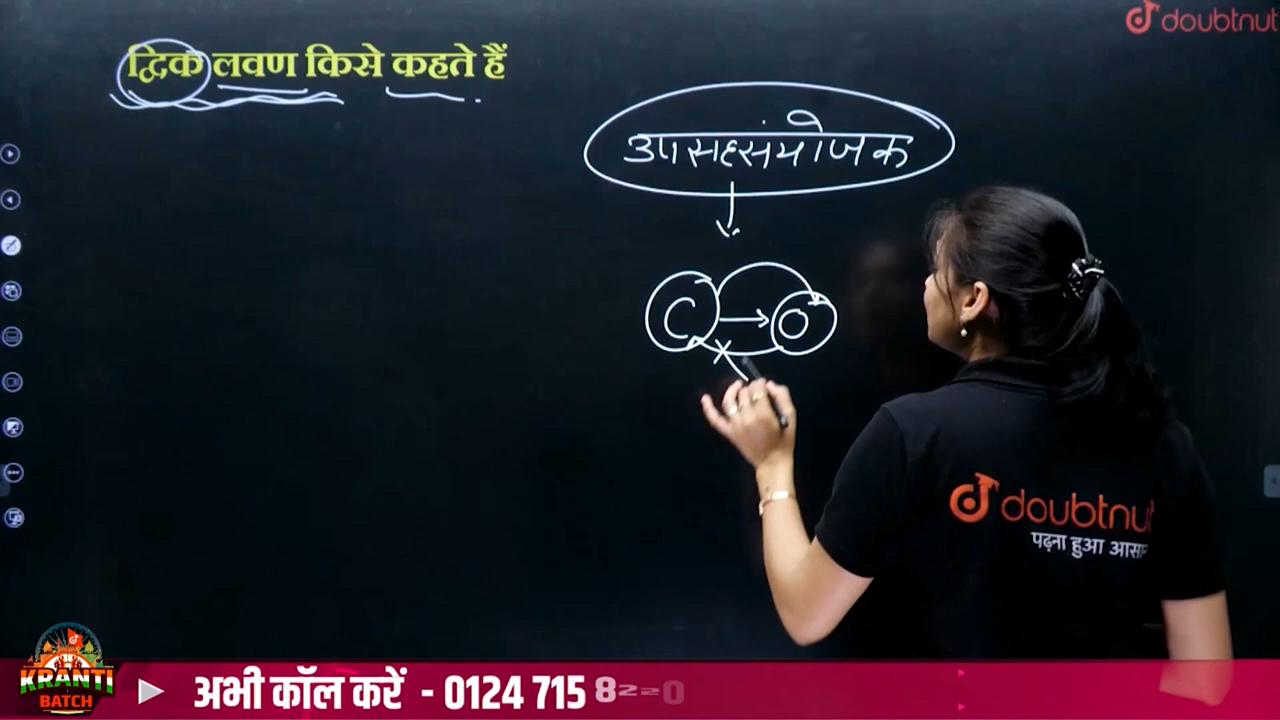 doubtnut
द्विक लवण किसे कहते हैं
उपसहसंयोजक
C → O
doubtnut
पढ़ना हुआ आसान
KRANTI
BATCH
अभी कॉल करें - 0124 715